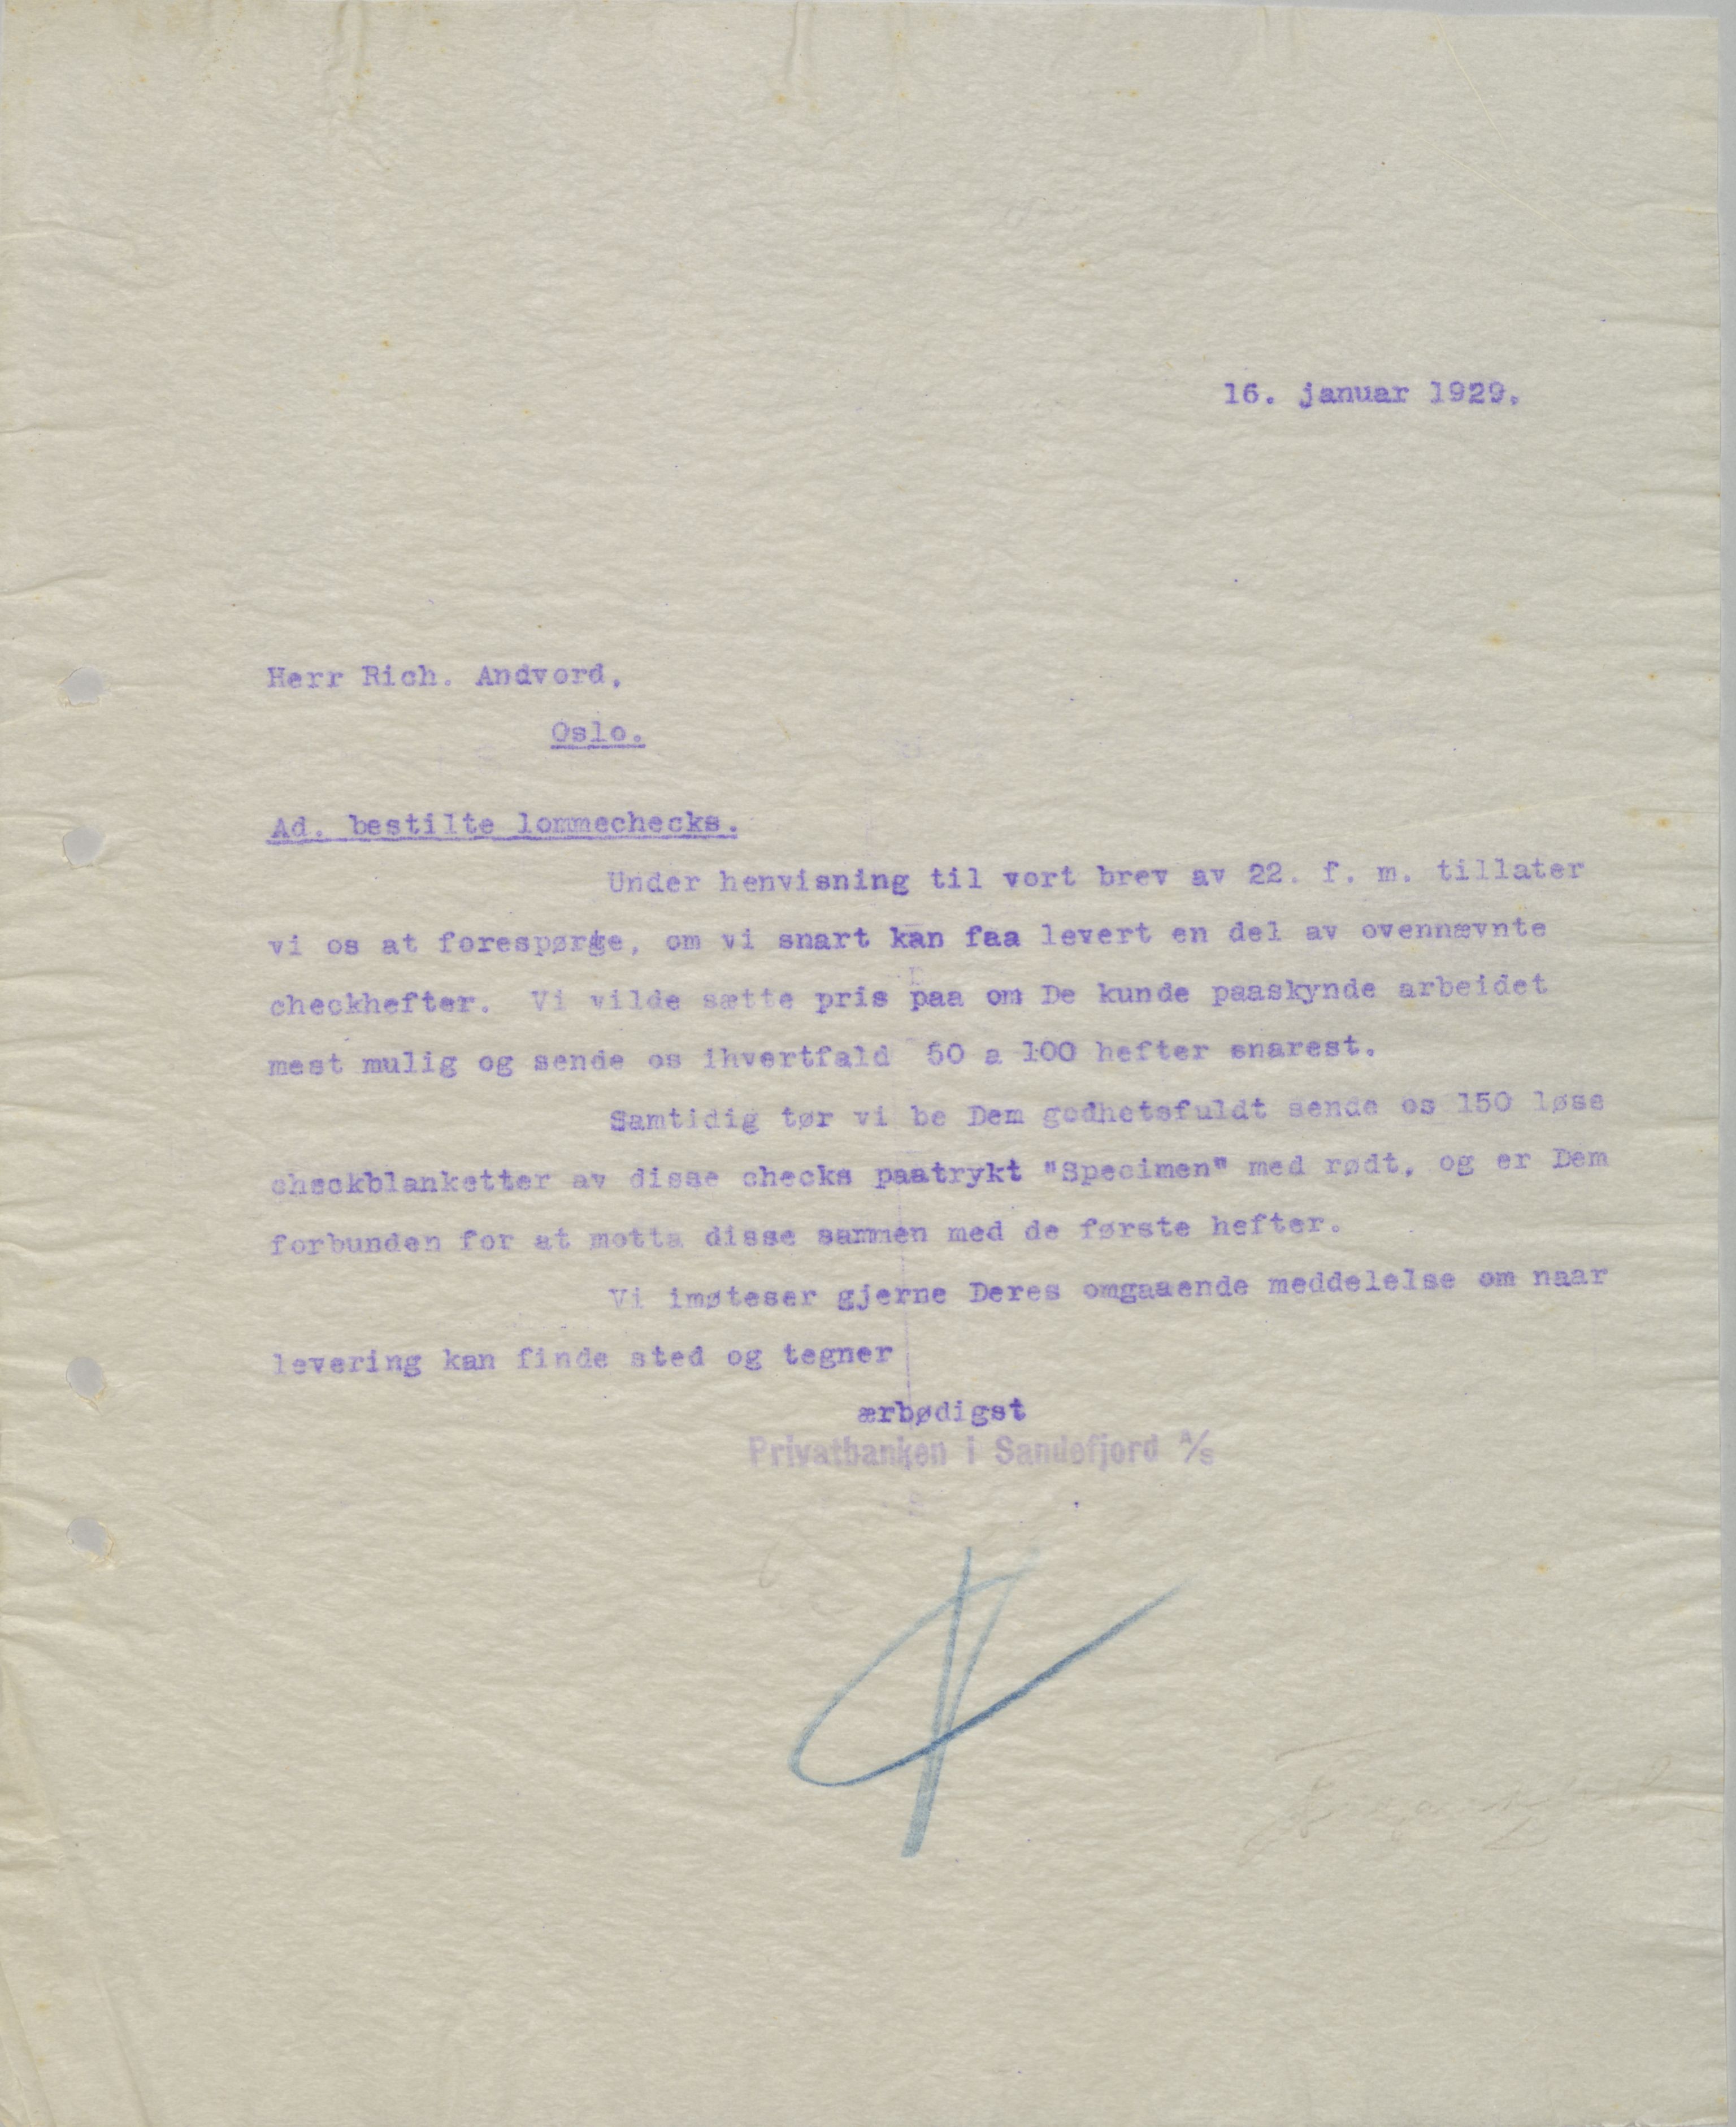 16. januar 1929.
Herr Rich. Andvord,
Oslo.
Ad. bestilte lommechecks.
Under henvisning til vort brev av 22. f. m. tillater
vi os at forespørge, om vi snart kan faa levert en del av ovennævnte
checkhefter. Vi vilde sætte pris paa om De kunde paaskynde arbeidet
mest mulig og sende os ihvertfald 50 a 100 hefter snarest.
Samtidig tør vi be Dem godhetsfuldt sende os 150 løse
checkblanketter av disse checks paatrykt "Specimen" med rødt, og er Dem
forbunden for at motta disse sammen med de første hefter.
Vi imøteser gjerne Deres omgaaende meddelelse om naar
levering kan finde sted og tegner
ærbødigst
Privatbanken i Sandefjord A/S